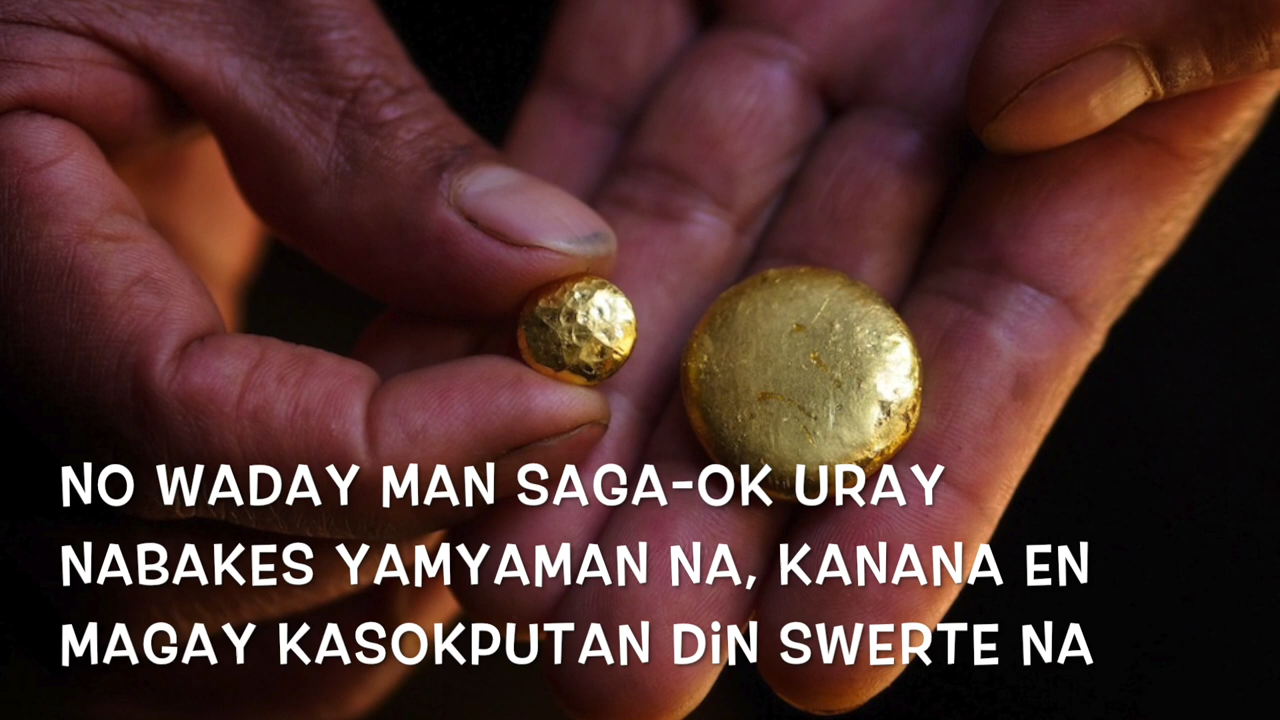 NO WADAY MAN SAGA-OK URAY
NABAKES YAMYAMAN NA, KANANA EN
MAGAY KASOKPUTAN DiN SWERTE NA